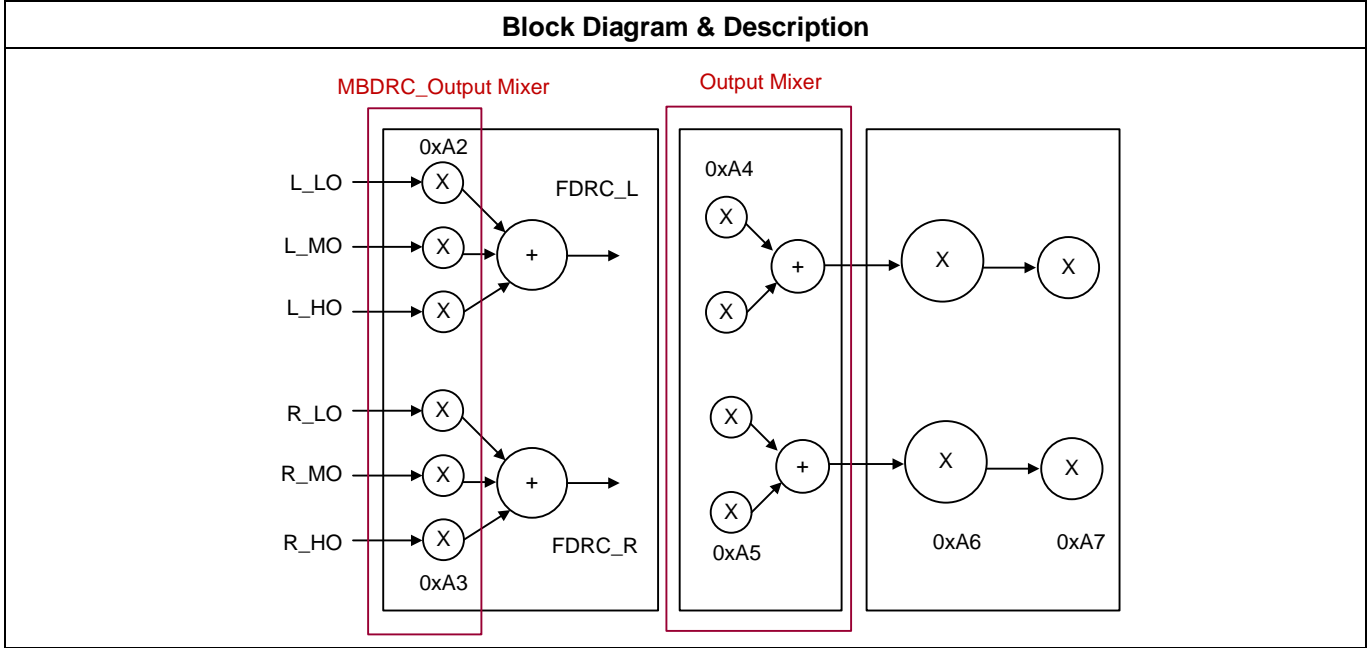 Block Diagram & Description
MBDRC_Output Mixer
Output Mixer
0xA2
0xA4
L_LO
X
FDRC_L
X
L_MO
X
+
+
X
X
L_HO
X
X
R_LO
X
X
R_MO
X
+
+
X
X
X
R_HO
X
FDRC_R
0xA5
0xA6
0xA7
0xA3